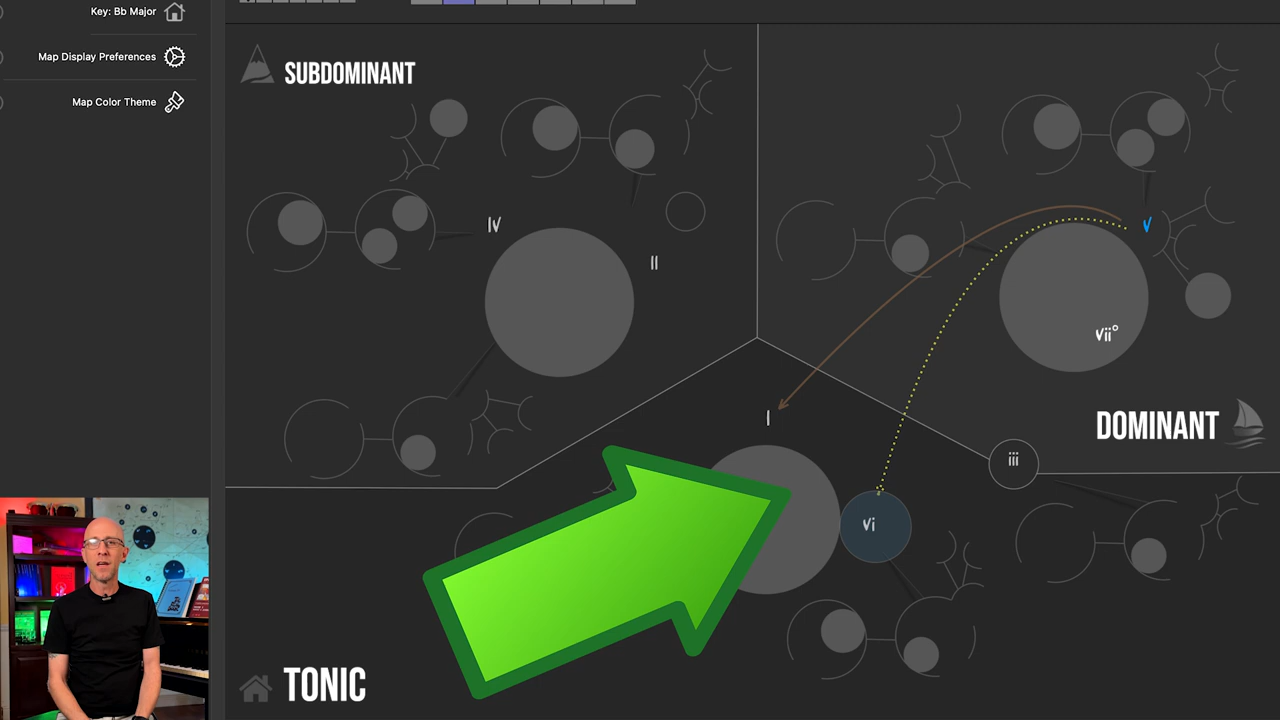 Key: Bb Major
Map Display Preferences
Map Color Theme
SUBDOMINANT
IV
II
V
vii°
DOMINANT
I
iii
vi
TONIC